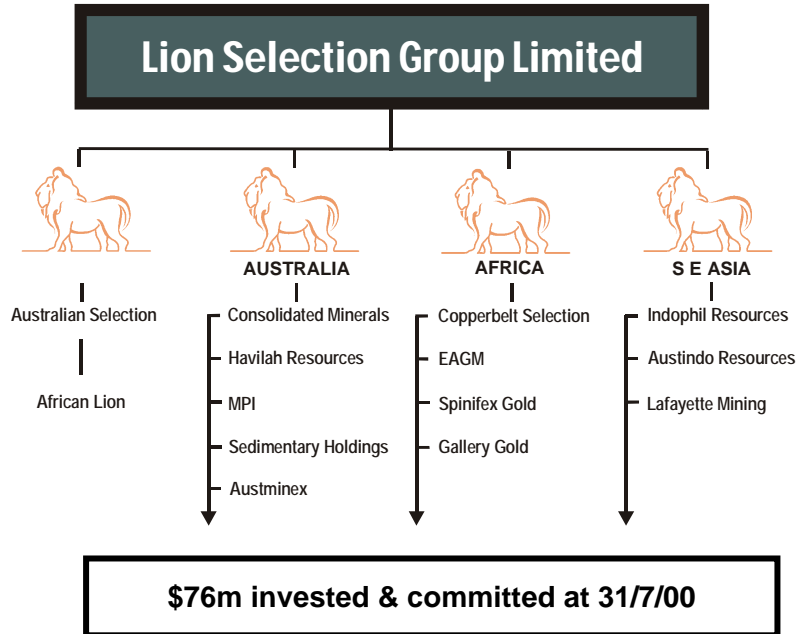 Lion Selection Group Limited
Australian Selection
African Lion
AUSTRALIA
Consolidated Minerals
Havilah Resources
MPI
Sedimentary Holdings
Austminex
AFRICA
Copperbelt Selection
EAGM
Spinifex Gold
Gallery Gold
S E ASIA
Indophil Resources
Austindo Resources
Lafayette Mining
$76m invested & committed at 31/7/00